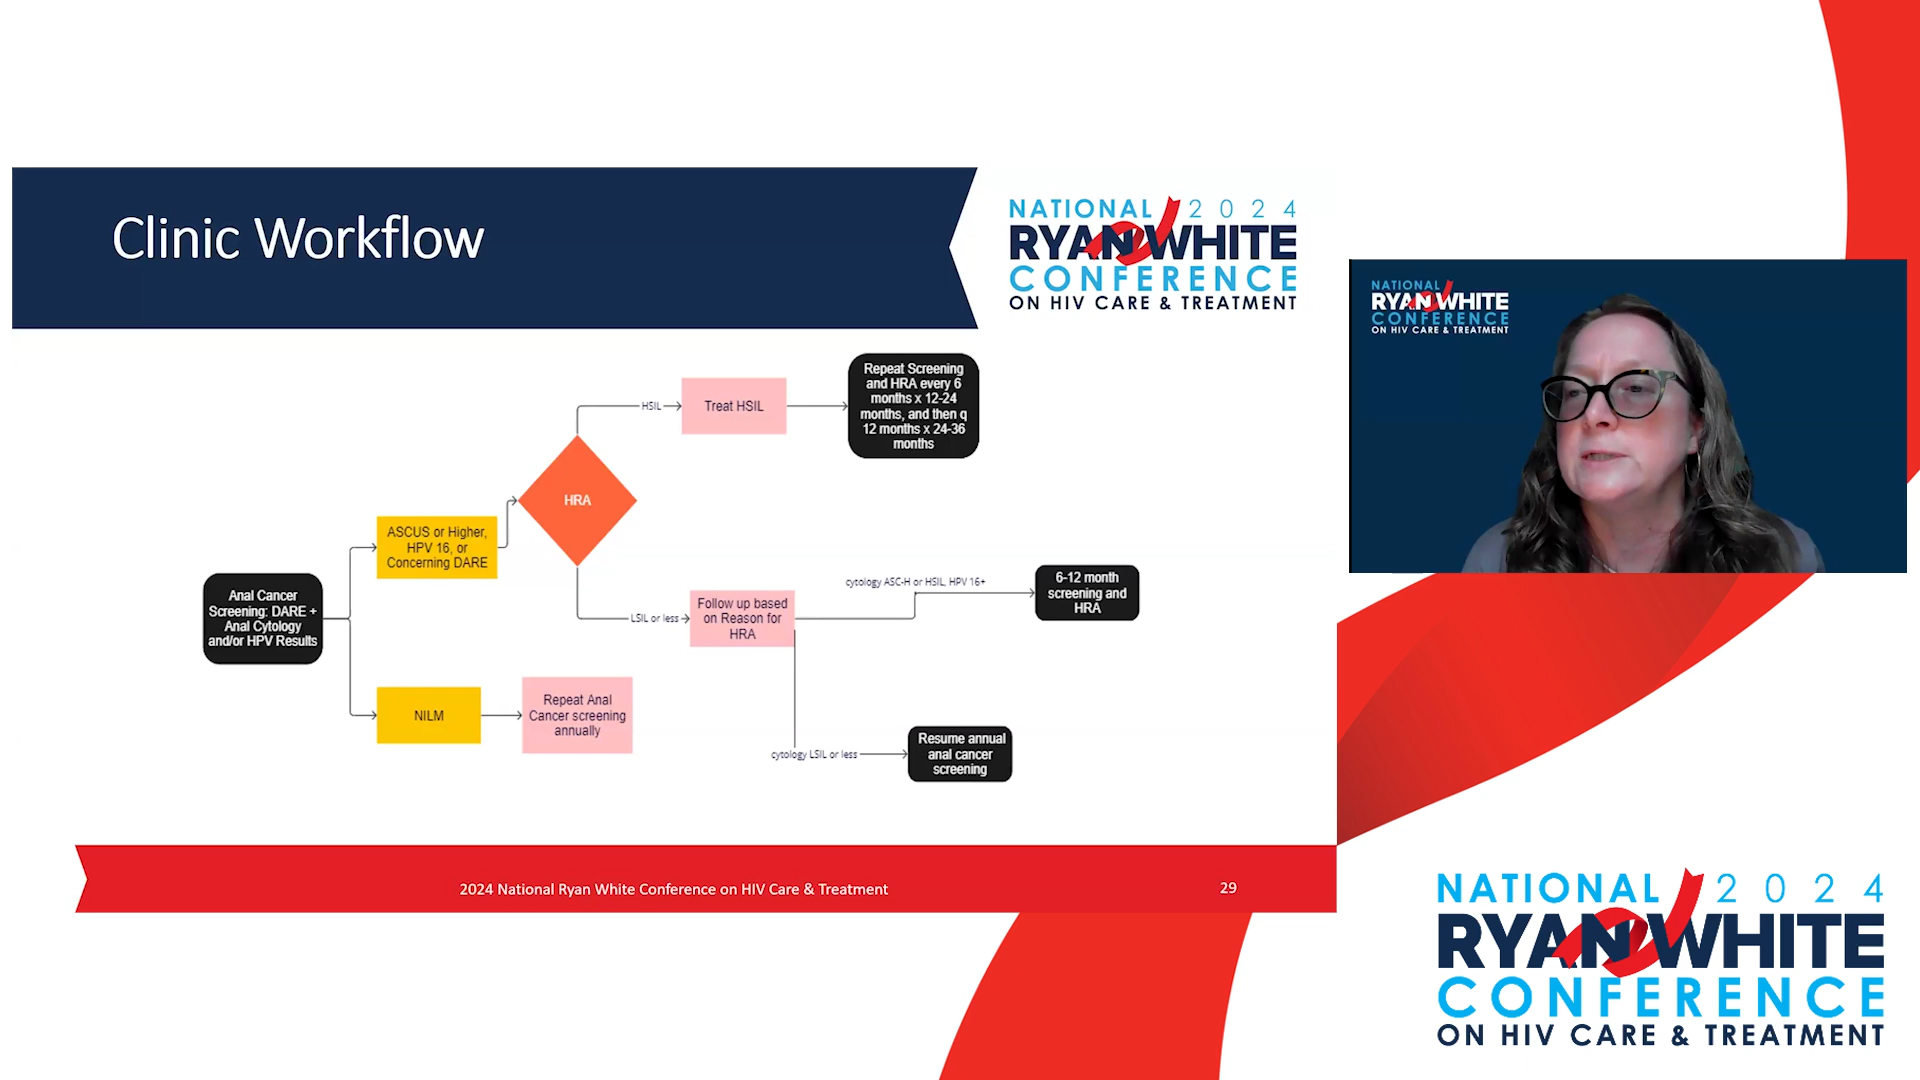 Clinic Workflow
NATIONAL 2024
RYAN WHITE
CONFERENCE
ON HIV CARE & TREATMENT
Anal Cancer
Screening: DARE +
Anal Cytology
and/or HPV Results
ASCUS or Higher,
HPV 16, or
Concerning DARE
HRA
HSIL
Treat HSIL
Repeat Screening
and HRA every 6
months x 12-24
months, and then q
12 months x 24-36
months
LSIL or less
Follow up based
on Reason for
HRA
cytology ASC-H or HSIL, HPV 16+
6-12 month
screening and
HRA
cytology LSIL or less
Resume annual
anal cancer
screening
NILM
Repeat Anal
Cancer screening
annually
2024 National Ryan White Conference on HIV Care & Treatment
29
NATIONAL
RYAN WHITE
CONFERENCE
ON HIV CARE & TREATMENT
NATIONAL 2024
RYAN WHITE
CONFERENCE
ON HIV CARE & TREATMENT